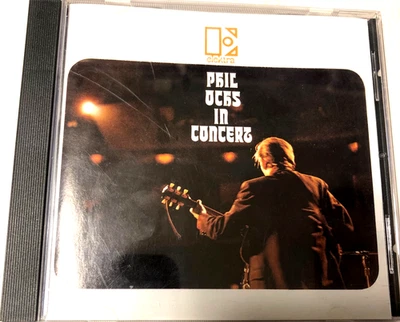 elektra
PHIL
OCHS
IN
CONCERT